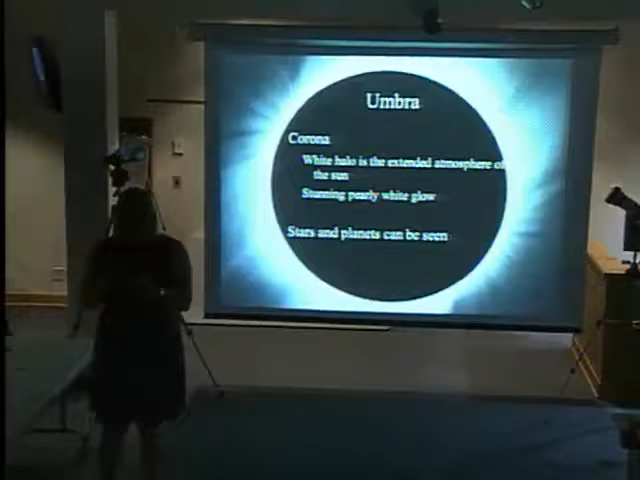 Umbra
Corona
White halo is the extended atmosphere of
the sun
Stunning pearly white glow
Stars and planets can be seen